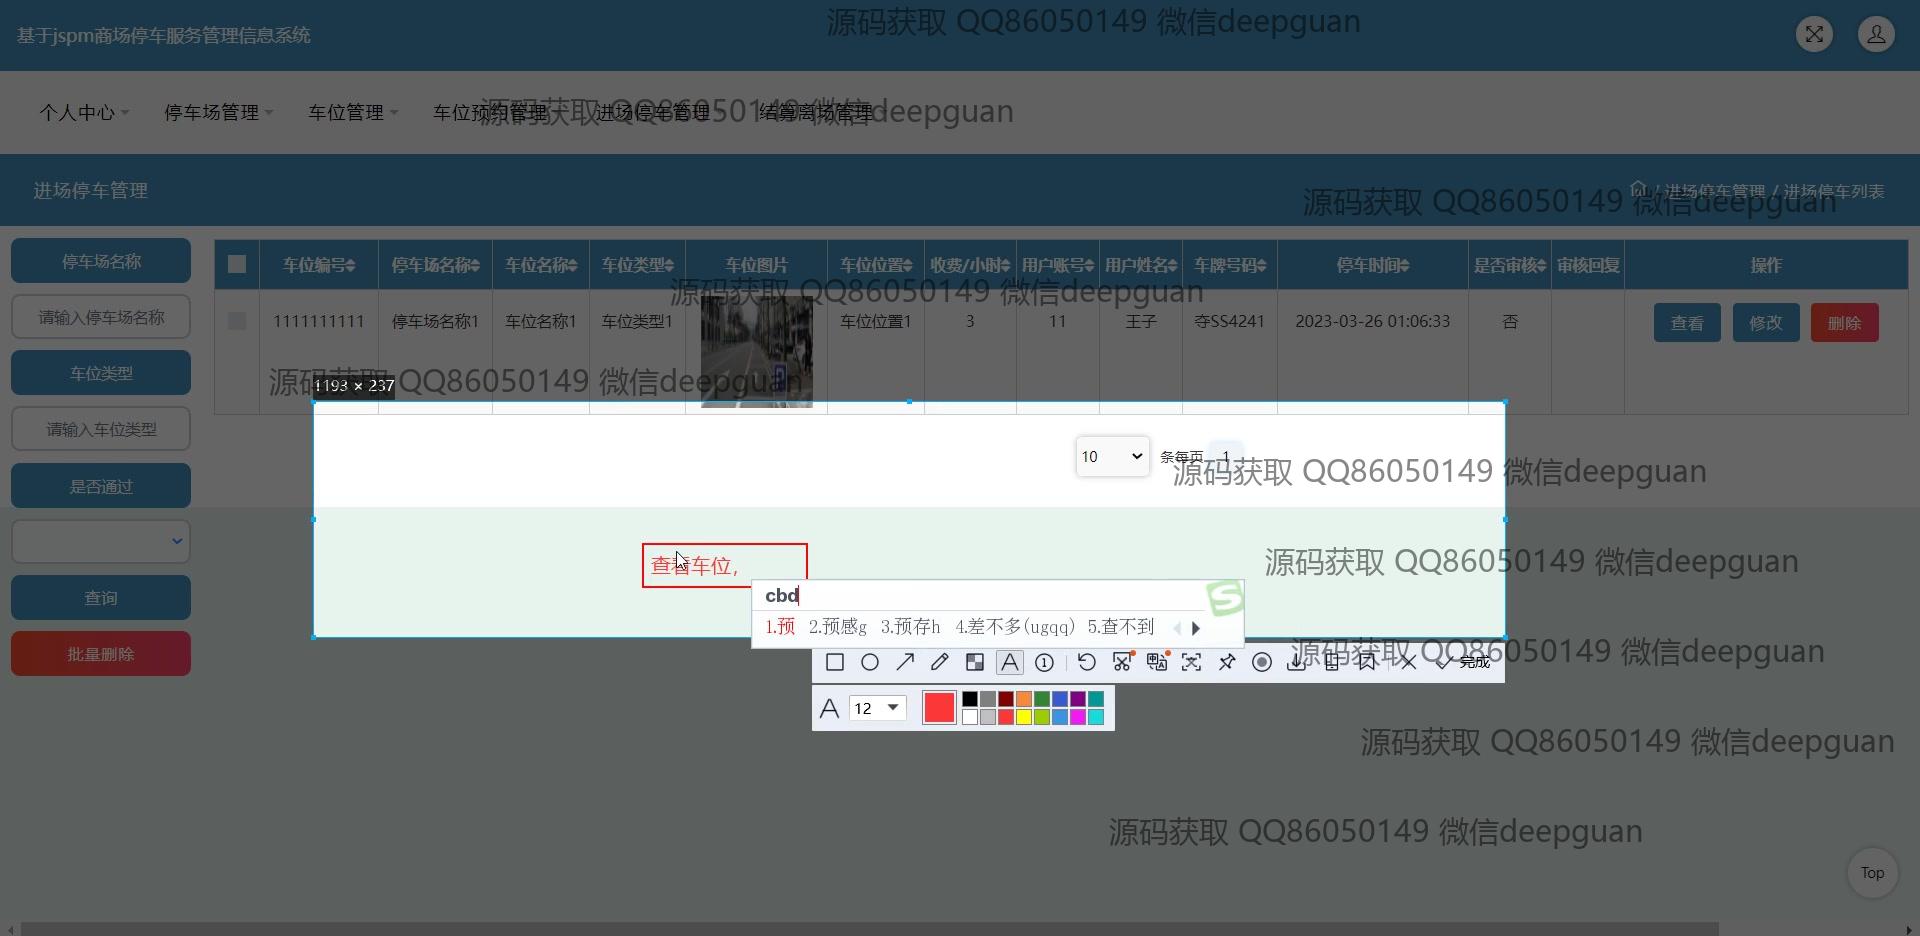 基于jspm商场停车服务管理信息系统
源码获取 QQ86050149 微信deepguan
个人中心 停车场管理 车位管理 车位预约管理 进场停车管理 结算离场管理
源码获取 QQ86050149 微信deepguan
进场停车管理
进场停车管理 / 进场停车列表
源码获取 QQ86050149 微信deepguan
停车场名称
请输入停车场名称
车位类型
请输入车位类型
是否通过
查询
批量删除
车位编号 停车场名称 车位名称 车位类型 车位图片 车位位置 收费/小时 用户账号 用户姓名 车牌号码 停车时间 是否审核 审核回复 操作
源码获取 QQ86050149 微信deepguan
1111111111 停车场名称1 车位名称1 车位类型1 车位位置1 3 11 王子 夺SS4241 2023-03-26 01:06:33 否 查看 修改 删除
源码获取 QQ86050149 微信deepguan
1193 × 237
10 条每页 1
源码获取 QQ86050149 微信deepguan
查看车位,
源码获取 QQ86050149 微信deepguan
cbd
1.预 2.预感g 3.预存h 4.差不多(ugqq) 5.查不到
源码获取 QQ86050149 微信deepguan
完成
A 12
源码获取 QQ86050149 微信deepguan
源码获取 QQ86050149 微信deepguan
Top